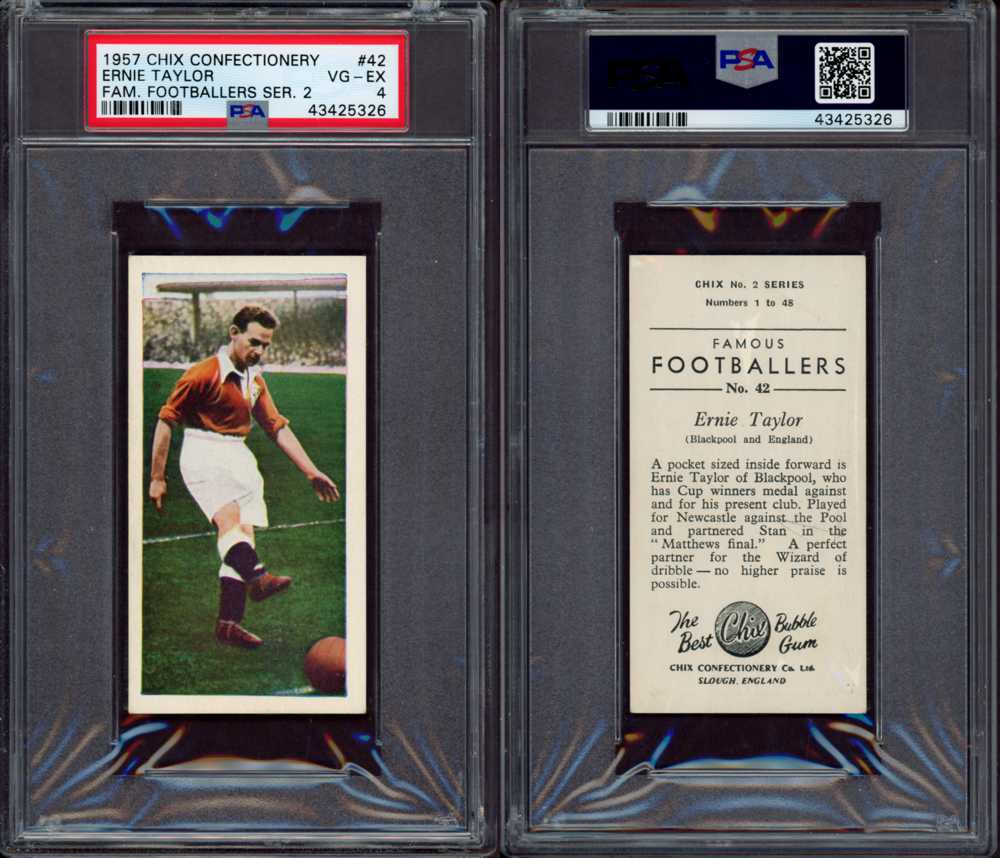 1957 CHIX CONFECTIONERY #42
ERNIE TAYLOR VG-EX
FAM. FOOTBALLERS SER. 2 4
PSA 43425326
PSA
PSA
43425326
CHIX No. 2 SERIES
Numbers 1 to 48
FAMOUS
FOOTBALLERS
No. 42
Ernie Taylor
(Blackpool and England)
A pocket sized inside forward is
Ernie Taylor of Blackpool, who
has Cup winners medal against
and for his present club. Played
for Newcastle against the Pool
and partnered Stan in the
"Matthews final." A perfect
partner for the Wizard of
dribble — no higher praise is
possible.
The Best Chix Bubble Gum
CHIX CONFECTIONERY Co. Ltd.
SLOUGH, ENGLAND